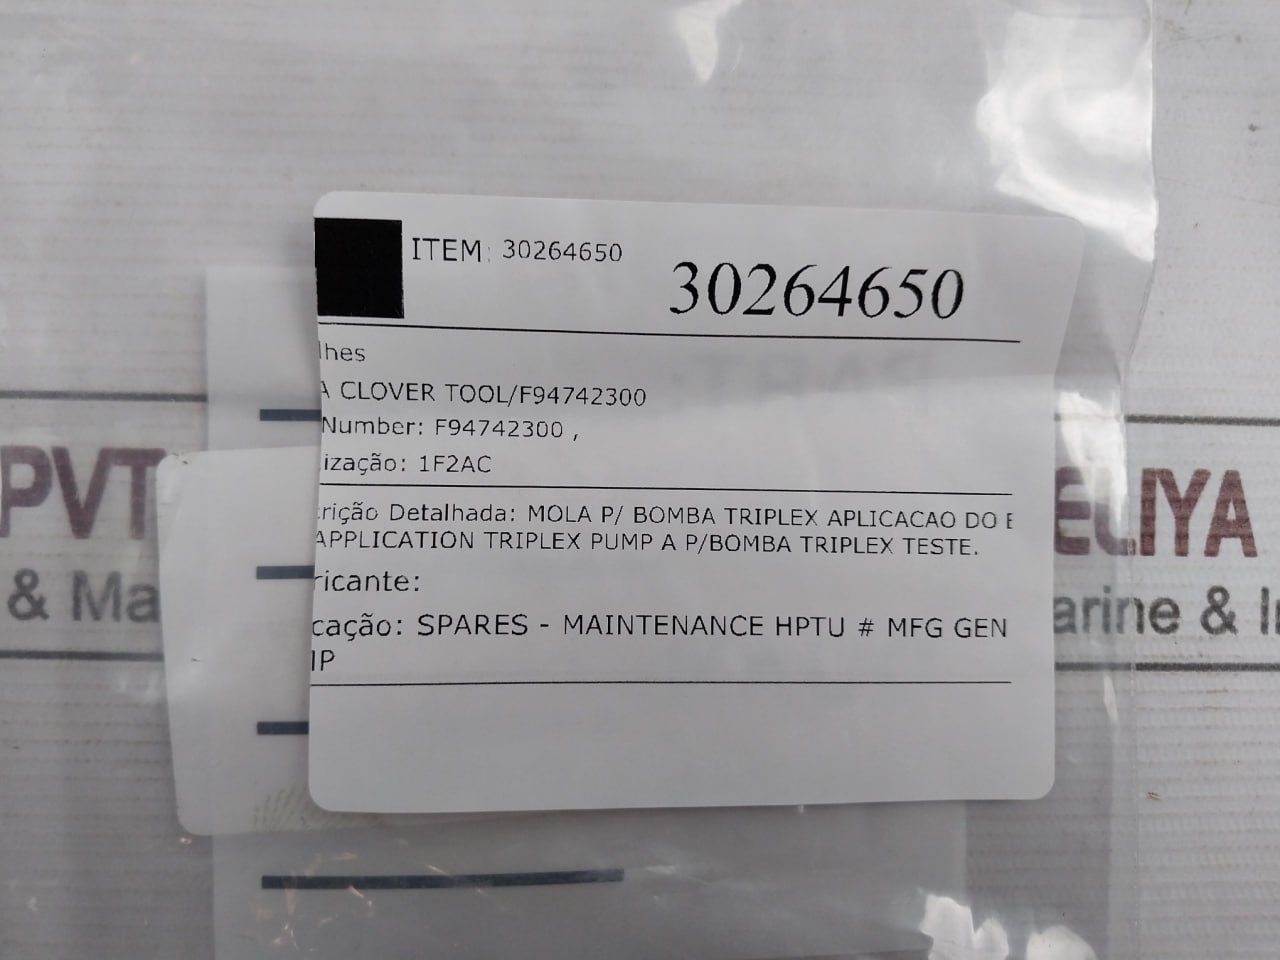 ITEM: 30264650
30264650
lhes
A CLOVER TOOL/F94742300
Number: F94742300 ,
ização: 1F2AC
rição Detalhada: MOLA P/ BOMBA TRIPLEX APLICACAO DO E
APPLICATION TRIPLEX PUMP A P/BOMBA TRIPLEX TESTE.
ricante:
cação: SPARES - MAINTENANCE HPTU # MFG GEN
IP
PVT
ELIYA
& Ma
arine & I